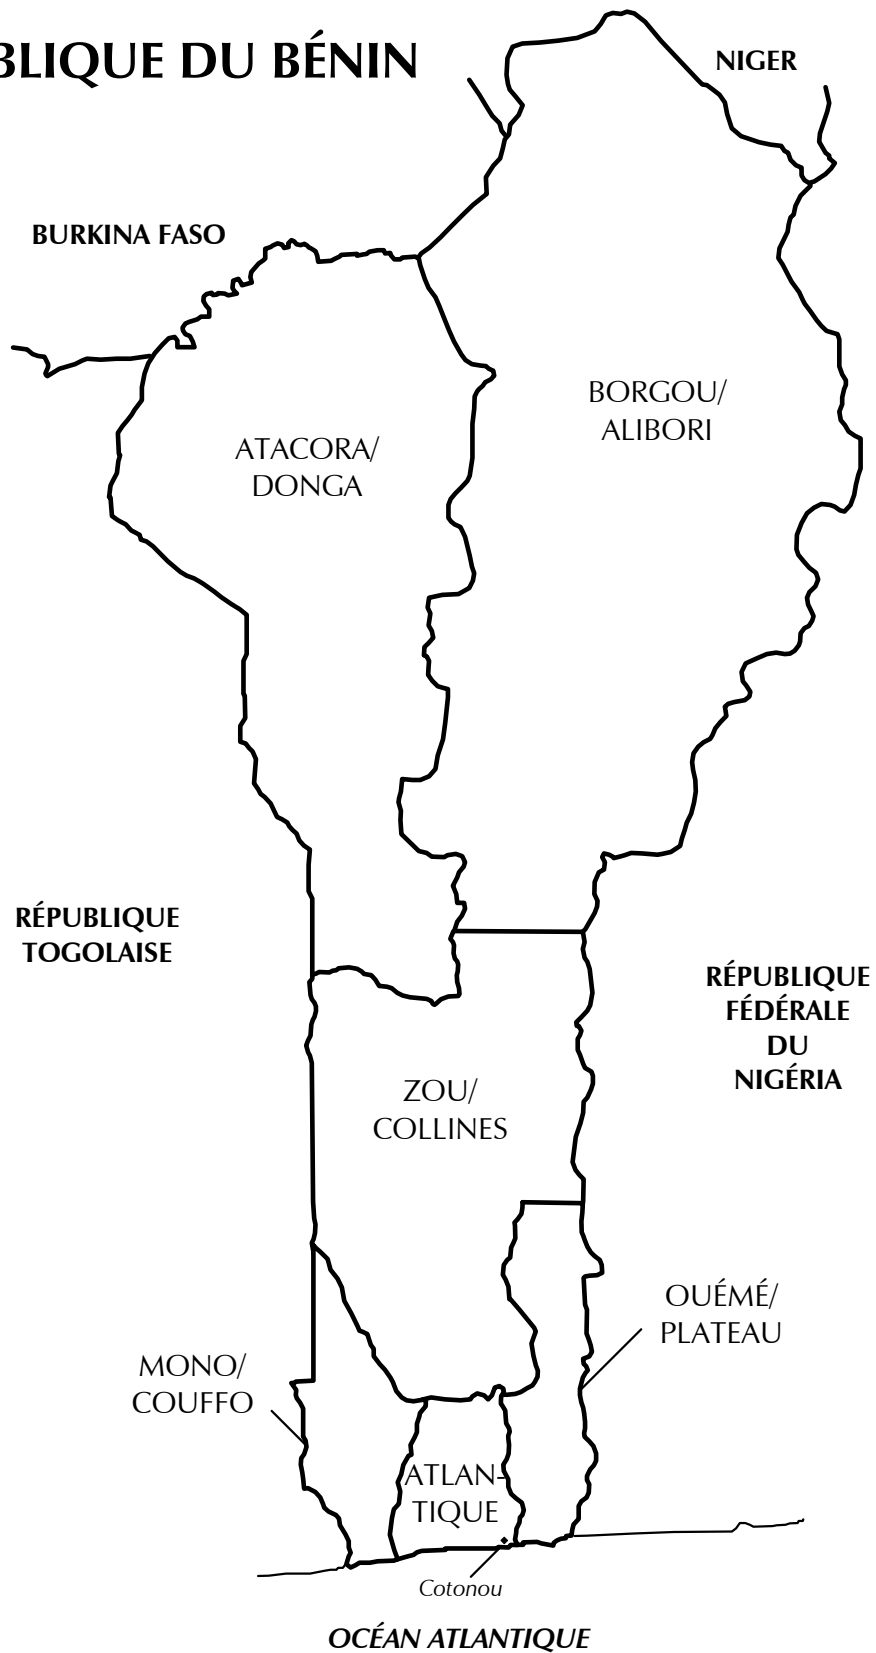 BLIQUE DU BÉNIN
NIGER
BURKINA FASO
BORGOU/
ALIBORI
ATACORA/
DONGA
RÉPUBLIQUE
TOGOLAISE
RÉPUBLIQUE
FÉDÉRALE
DU
NIGÉRIA
ZOU/
COLLINES
OUÉMÉ/
PLATEAU
MONO/
COUFFO
ATLAN-
TIQUE
Cotonou
OCÉAN ATLANTIQUE